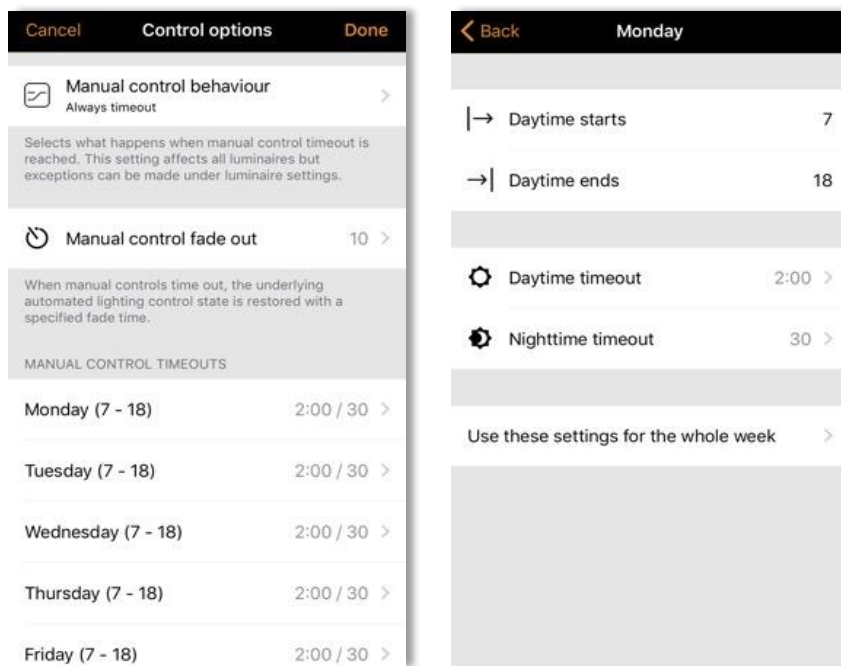 Cancel Control options Done
Manual control behaviour
Always timeout
Selects what happens when manual control timeout is
reached. This setting affects all luminaires but
exceptions can be made under luminaire settings.
Manual control fade out 10
When manual controls time out, the underlying
automated lighting control state is restored with a
specified fade time.
MANUAL CONTROL TIMEOUTS
Monday (7 - 18) 2:00 / 30
Tuesday (7 - 18) 2:00 / 30
Wednesday (7 - 18) 2:00 / 30
Thursday (7 - 18) 2:00 / 30
Friday (7 - 18) 2:00 / 30
Back Monday
Daytime starts 7
Daytime ends 18
Daytime timeout 2:00
Nighttime timeout 30
Use these settings for the whole week